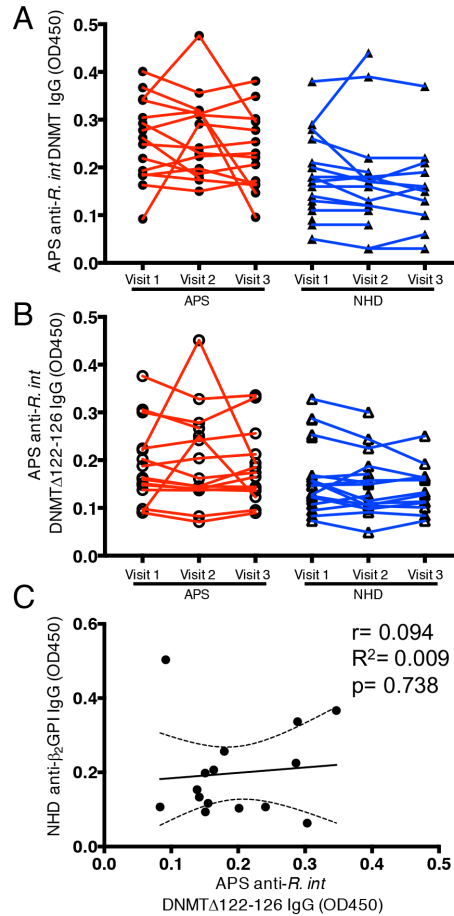 A
APS anti-R. int DNMT IgG (OD450)
0.5
0.4
0.3
0.2
0.1
0.0
Visit 1 Visit 2 Visit 3 Visit 1 Visit 2 Visit 3
APS NHD
B
APS anti-R. int
DNMTΔ122-126 IgG (OD450)
0.5
0.4
0.3
0.2
0.1
0.0
Visit 1 Visit 2 Visit 3 Visit 1 Visit 2 Visit 3
APS NHD
C
NHD anti-β₂GPI IgG (OD450)
0.6
0.4
0.2
0.0
r= 0.094
R²= 0.009
p= 0.738
0.0 0.1 0.2 0.3 0.4 0.5
APS anti-R. int
DNMTΔ122-126 IgG (OD450)